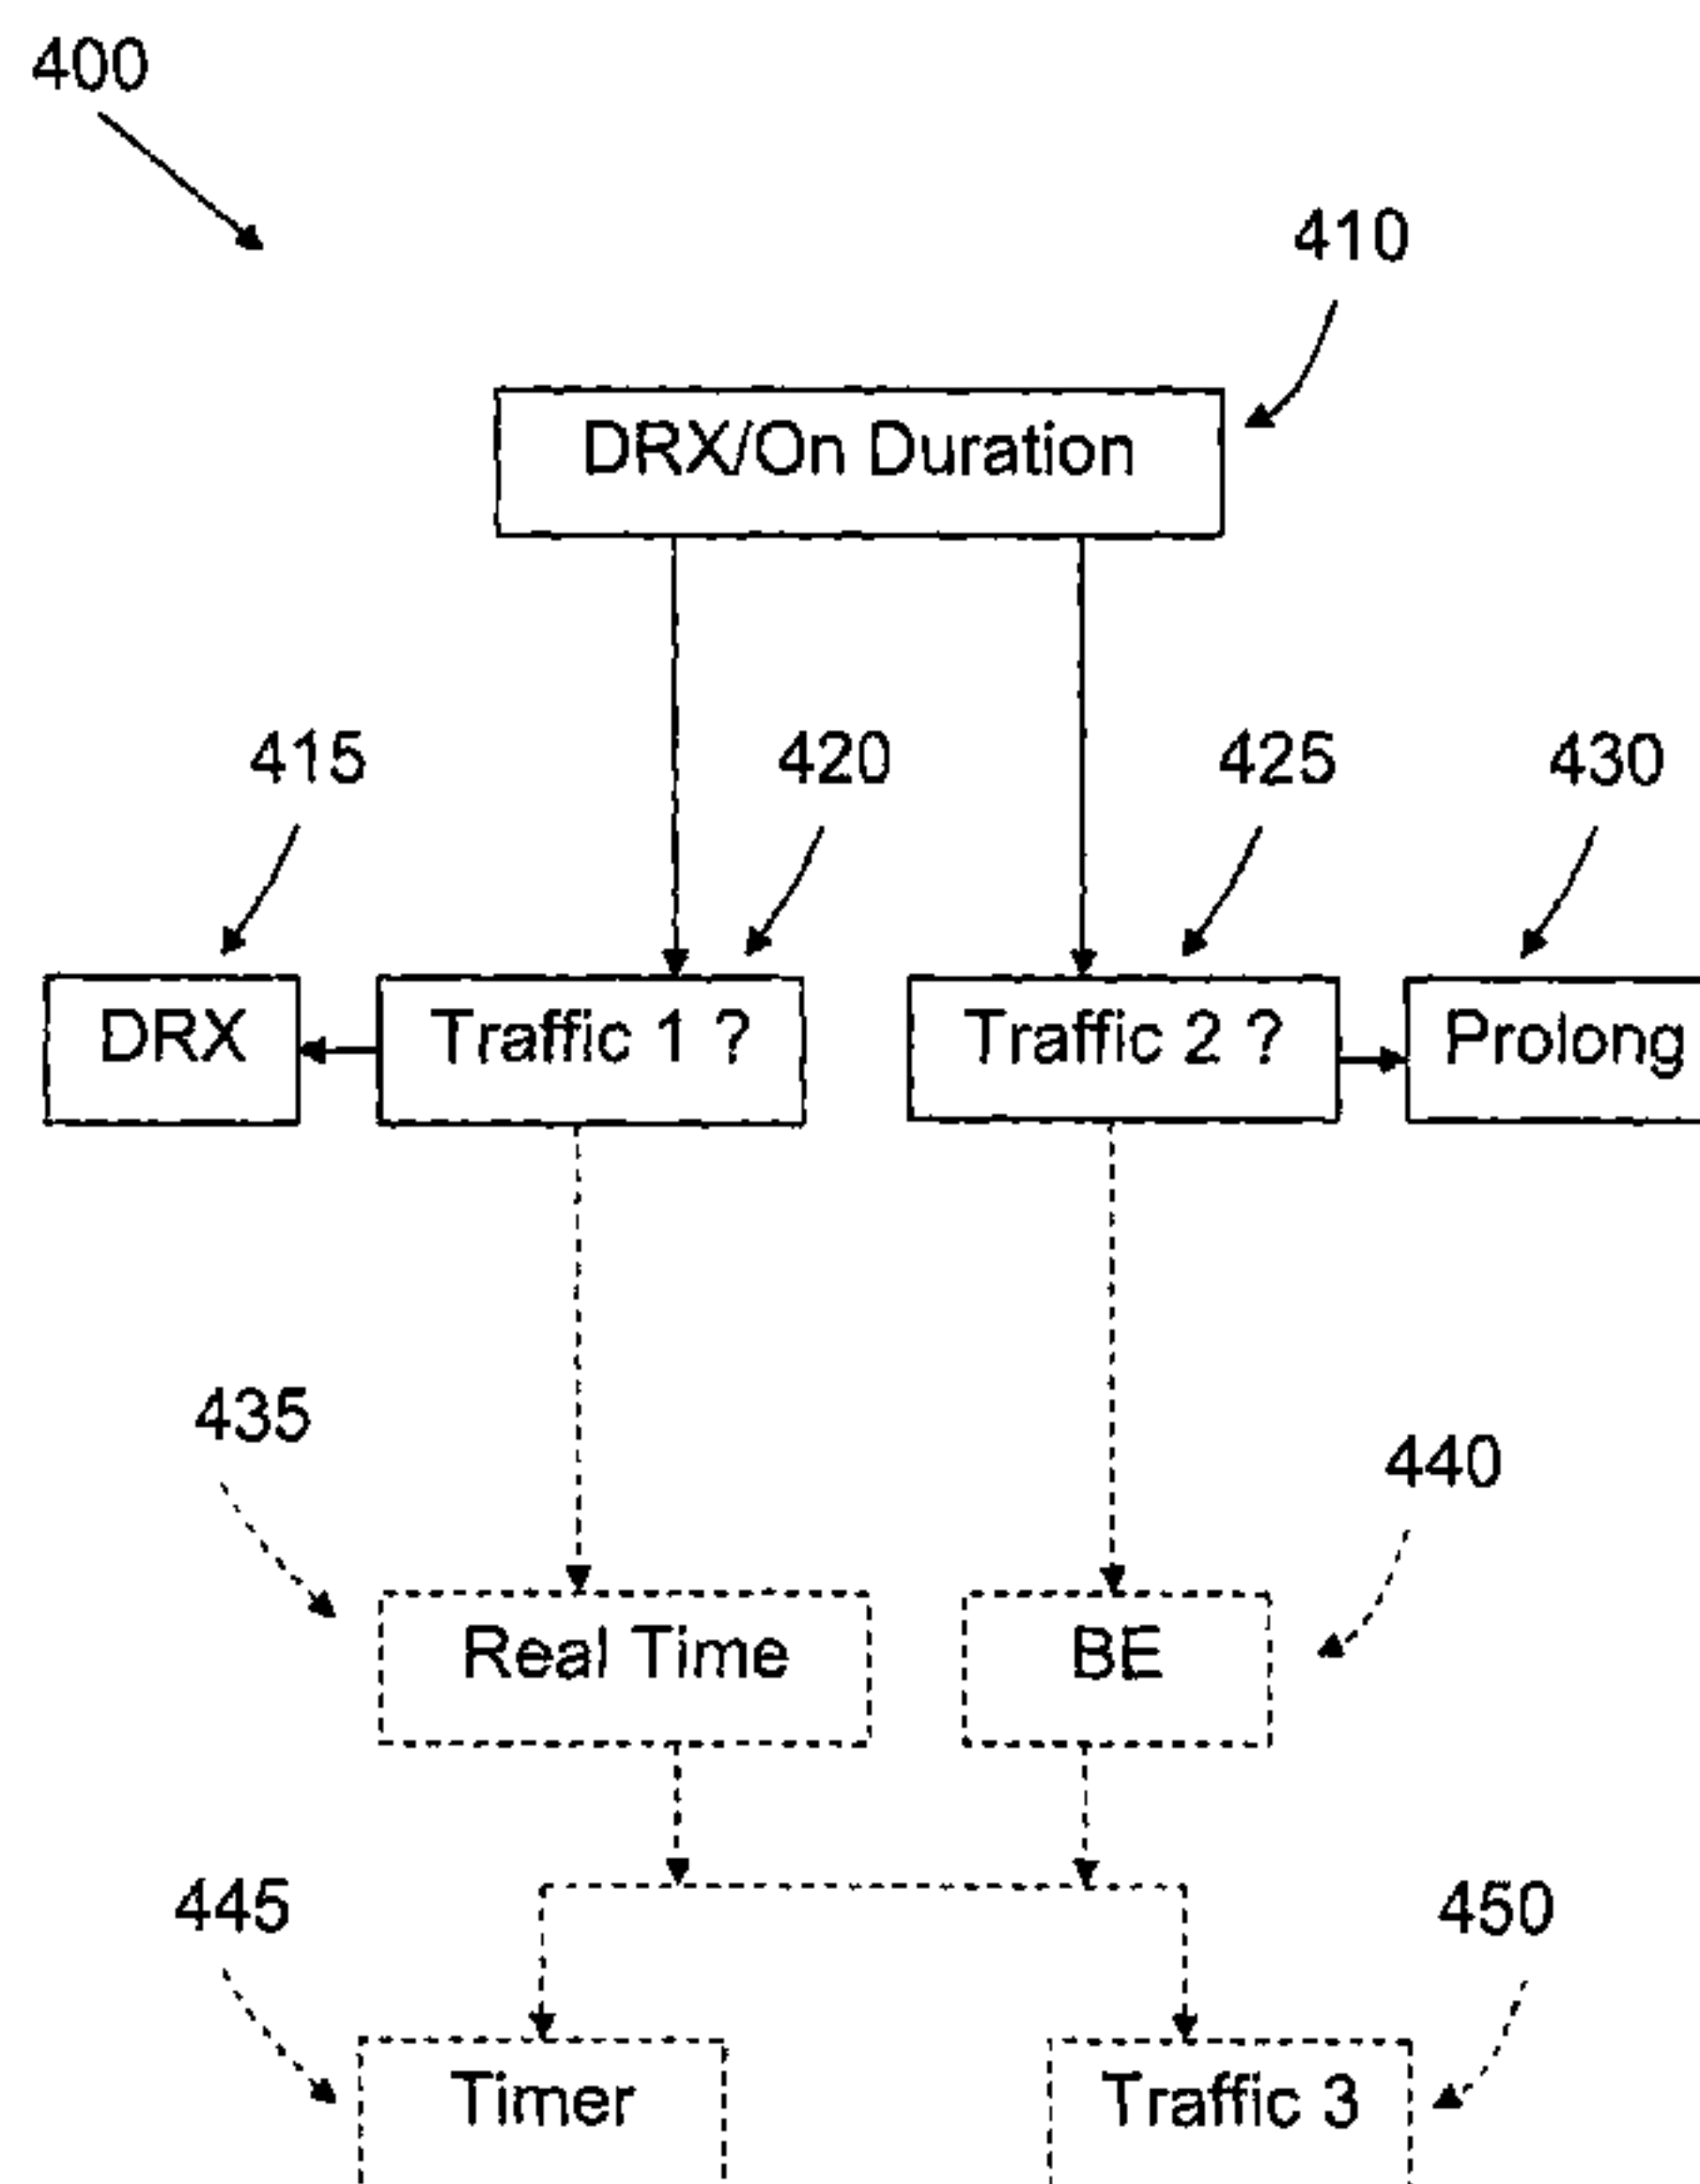 400
410
DRX/On Duration
415 420 425 430
DRX Traffic 1 ? Traffic 2 ? Prolong
435
440
Real Time BE
445 450
Timer Traffic 3